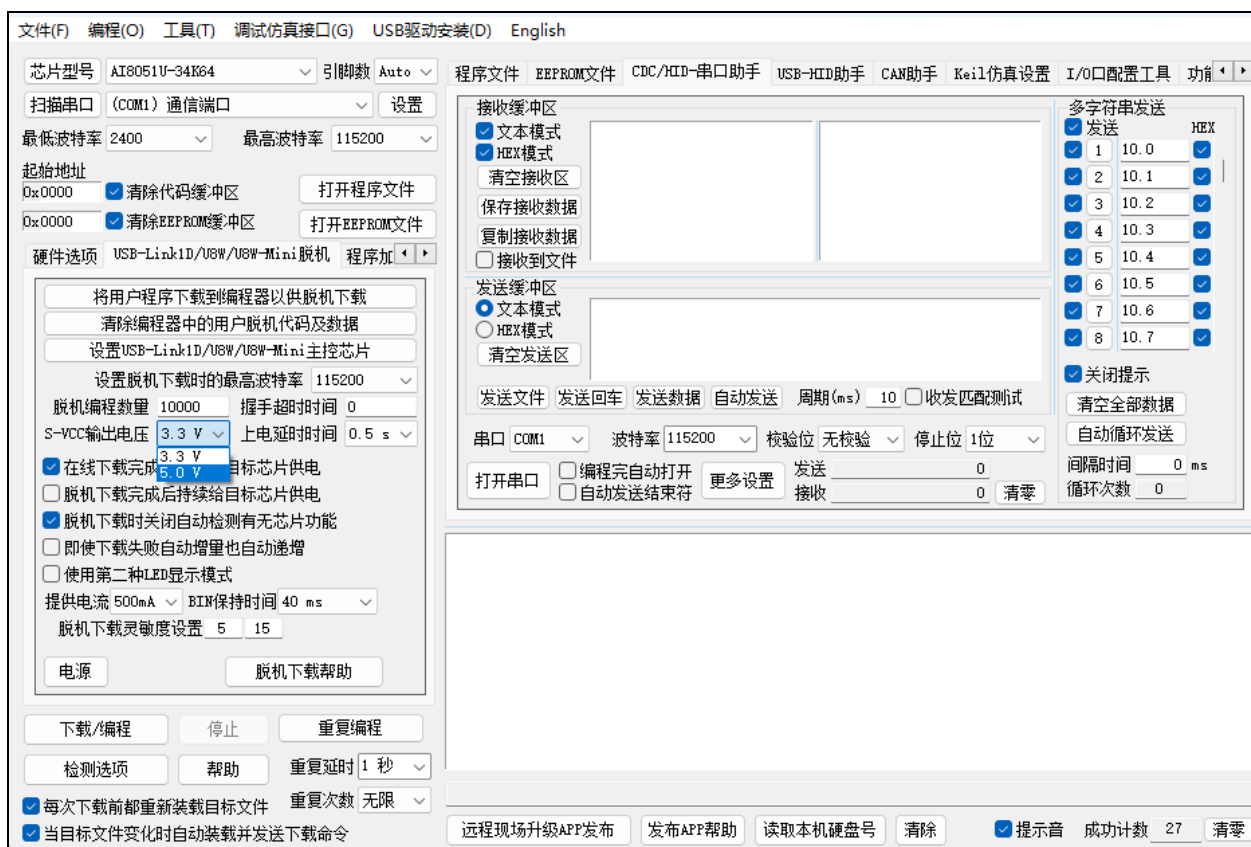 文件(F) 编程(O) 工具(T) 调试仿真接口(G) USB驱动安装(D) English
芯片型号 AI8051U-34K64 引脚数 Auto
扫描串口 (COM1) 通信端口 设置
最低波特率 2400 最高波特率 115200
起始地址
0x0000 清除代码缓冲区 打开程序文件
0x0000 清除EEPROM缓冲区 打开EEPROM文件
硬件选项 USB-Link1D/U8W/U8W-Mini脱机 程序加
将用户程序下载到编程器以供脱机下载
清除编程器中的用户脱机代码及数据
设置USB-Link1D/U8W/U8W-Mini主控芯片
设置脱机下载时的最高波特率 115200
脱机编程数量 10000 握手超时时间 0
S-VCC输出电压 3.3 V 上电延时时间 0.5 s
3.3 V
5.0 V
在线下载完成 目标芯片供电
脱机下载完成后持续给目标芯片供电
脱机下载时关闭自动检测有无芯片功能
即使下载失败自动增量也自动递增
使用第二种LED显示模式
提供电流 500mA BIN保持时间 40 ms
脱机下载灵敏度设置 5 15
电源 脱机下载帮助
下载/编程 停止 重复编程
检测选项 帮助 重复延时 1 秒
每次下载前都重新装载目标文件 重复次数 无限
当目标文件变化时自动装载并发送下载命令
程序文件 EEPROM文件 CDC/HID-串口助手 USB-HID助手 CAN助手 Keil仿真设置 I/O口配置工具
接收缓冲区
文本模式
HEX模式
清空接收区
保存接收数据
复制接收数据
接收到文件
发送缓冲区
文本模式
HEX模式
清空发送区
发送文件 发送回车 发送数据 自动发送 周期(ms) 10 收发匹配测试
串口 COM1 波特率 115200 校验位 无校验 停止位 1位
打开串口 编程完自动打开 自动发送结束符 更多设置 发送 0
接收 0 清零
多字符串发送
发送 HEX
1 10.0
2 10.1
3 10.2
4 10.3
5 10.4
6 10.5
7 10.6
8 10.7
关闭提示
清空全部数据
自动循环发送
间隔时间 0 ms
循环次数 0
远程现场升级APP发布 发布APP帮助 读取本机硬盘号 清除 提示音 成功计数 27 清零